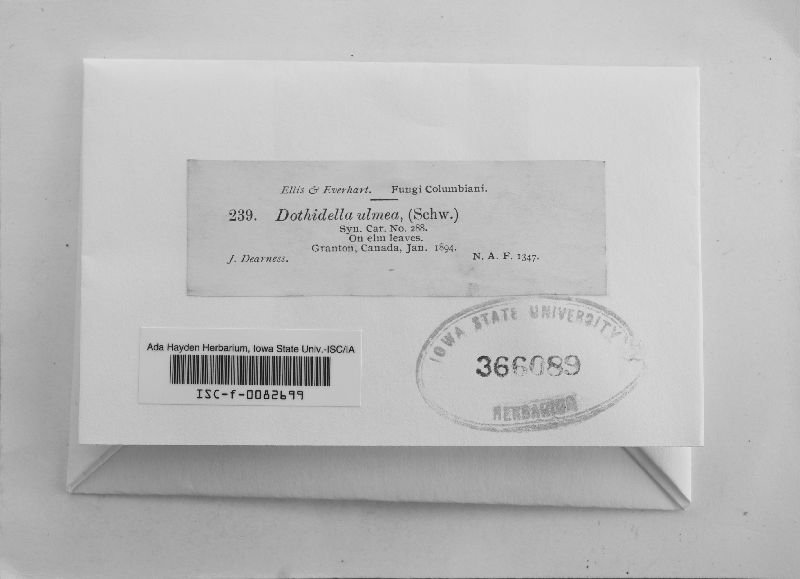 Ellis & Everhart. Fungi Columbiani.
239. Dothidella ulmea, (Schw.)
Syn. Car. No. 288.
On elm leaves.
Granton, Canada, Jan. 1894.
J. Dearness. N. A. F. 1347.
Ada Hayden Herbarium, Iowa State Univ.-ISC/IA
ISC-f-0082699
IOWA STATE UNIVERSITY
366089
HERBARIUM